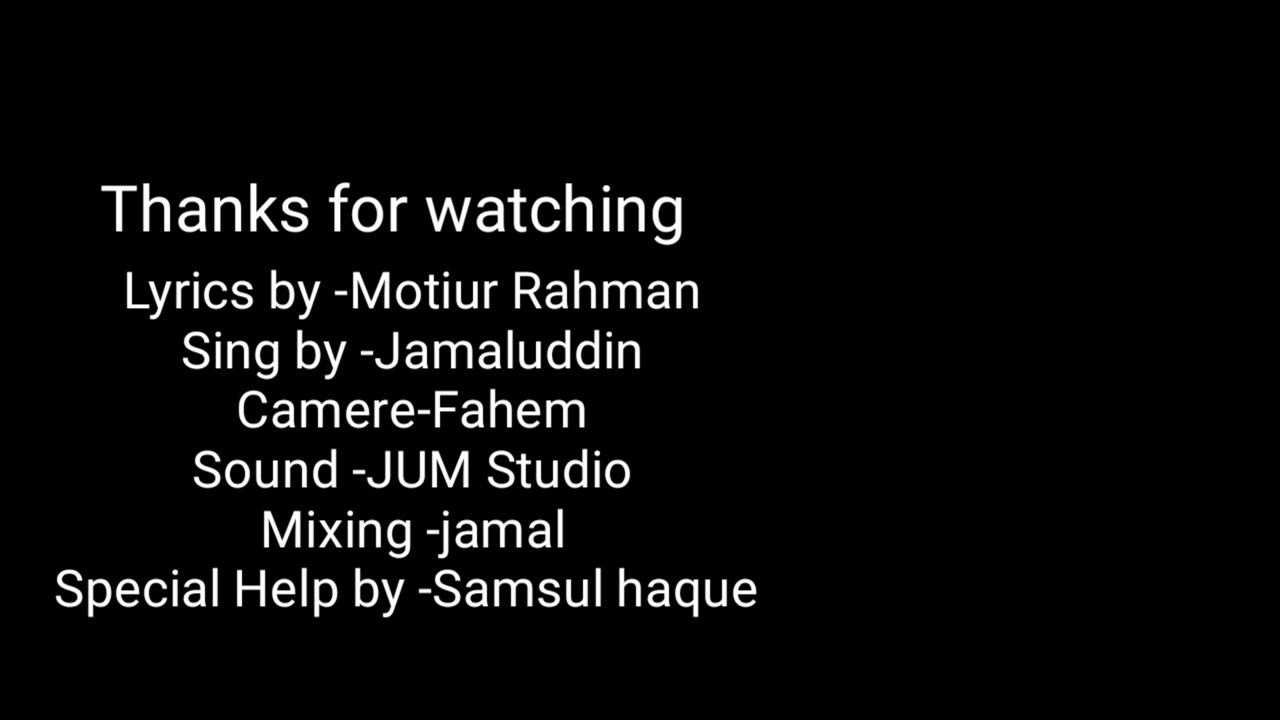 Thanks for watching
Lyrics by -Motiur Rahman
Sing by -Jamaluddin
Camere-Fahem
Sound -JUM Studio
Mixing -jamal
Special Help by -Samsul haque